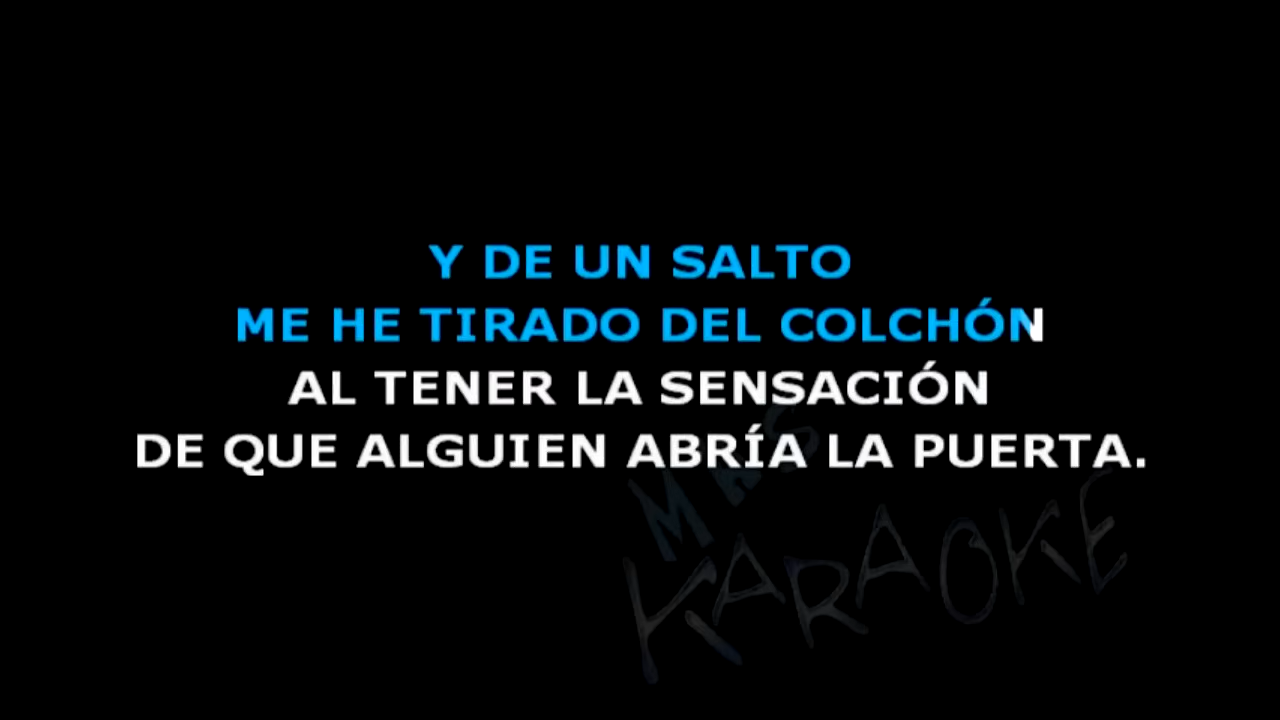 Y DE UN SALTO
ME HE TIRADO DEL COLCHÓN
AL TENER LA SENSACIÓN
DE QUE ALGUIEN ABRÍA LA PUERTA.
MAS
KARAOKE